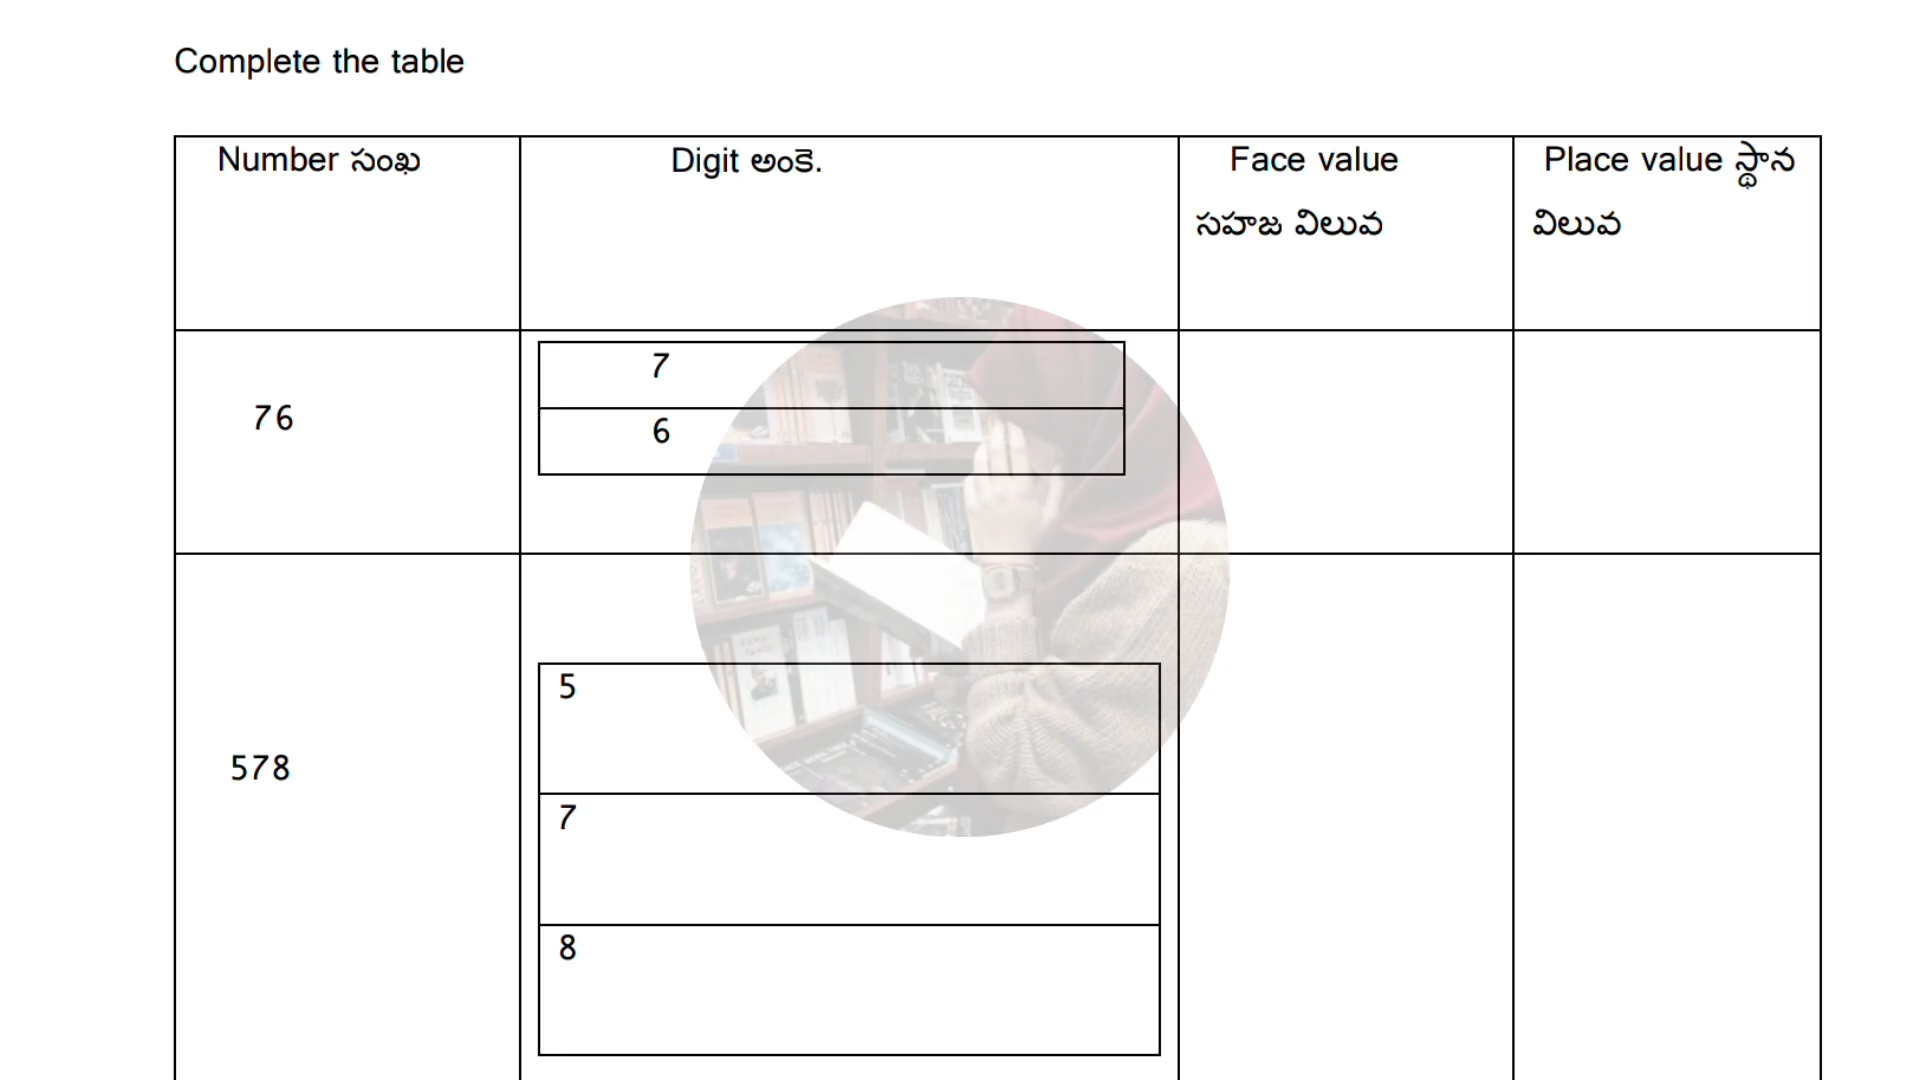 Complete the table
Number సంఖ
Digit అంకె.
Face value
సహజ విలువ
Place value స్థాన
విలువ
76
7
6
578
5
7
8